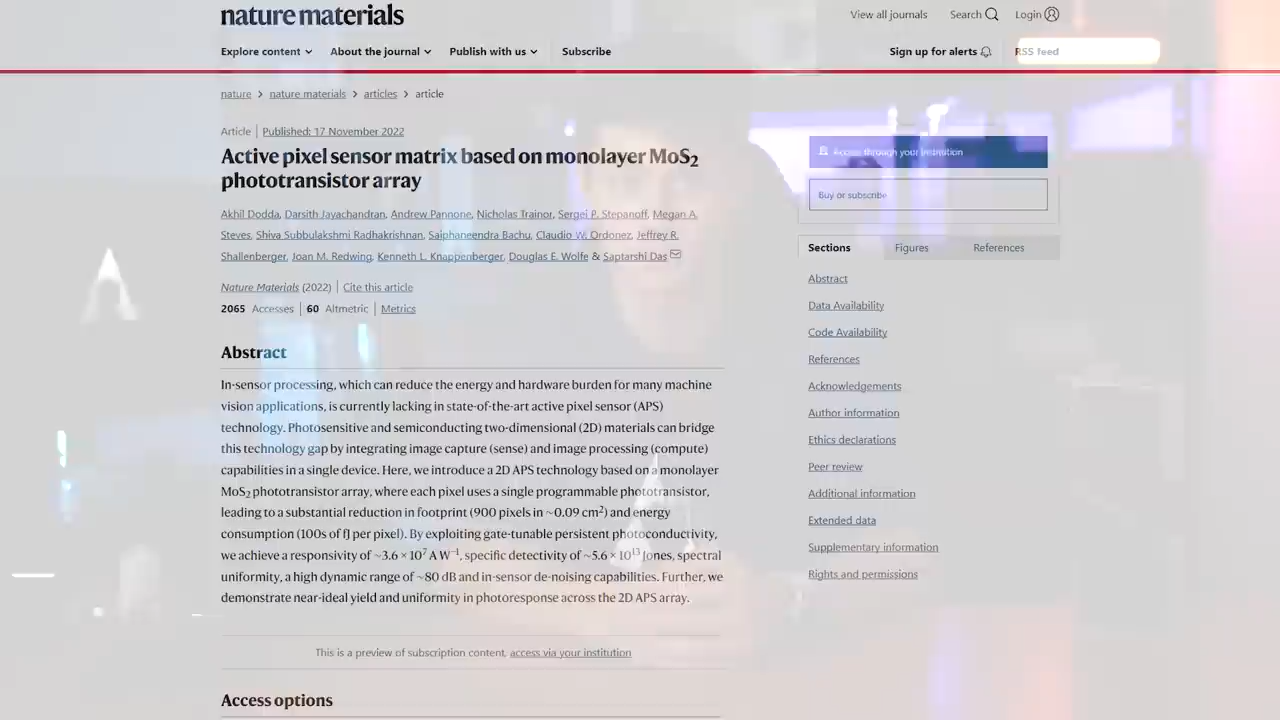 nature materials
View all journals Search Login
Explore content About the journal Publish with us Subscribe
Sign up for alerts RSS feed
nature > nature materials > articles > article
Article | Published: 17 November 2022
Active pixel sensor matrix based on monolayer MoS₂
phototransistor array
Akhil Dodda, Darsith Jayachandran, Andrew Pannone, Nicholas Trainor, Sergei P. Stepanoff, Megan A.
Steves, Shiva Subbulakshmi Radhakrishnan, Saiphaneendra Bachu, Claudio W. Ordonez, Jeffrey R.
Shallenberger, Joan M. Redwing, Kenneth L. Knappenberger, Douglas E. Wolfe & Saptarshi Das
Nature Materials (2022) | Cite this article
2065 Accesses | 60 Altmetric | Metrics
Abstract
In-sensor processing, which can reduce the energy and hardware burden for many machine
vision applications, is currently lacking in state-of-the-art active pixel sensor (APS)
technology. Photosensitive and semiconducting two-dimensional (2D) materials can bridge
this technology gap by integrating image capture (sense) and image processing (compute)
capabilities in a single device. Here, we introduce a 2D APS technology based on a monolayer
MoS₂ phototransistor array, where each pixel uses a single programmable phototransistor,
leading to a substantial reduction in footprint (900 pixels in ~0.09 cm²) and energy
consumption (100s of fJ per pixel). By exploiting gate-tunable persistent photoconductivity,
we achieve a responsivity of ~3.6 × 10⁷ A W⁻¹, specific detectivity of ~5.6 × 10¹³ Jones, spectral
uniformity, a high dynamic range of ~80 dB and in-sensor de-noising capabilities. Further, we
demonstrate near-ideal yield and uniformity in photoresponse across the 2D APS array.
This is a preview of subscription content, access via your institution
Access options
Access through your institution
Buy or subscribe
Sections Figures References
Abstract
Data Availability
Code Availability
References
Acknowledgements
Author information
Ethics declarations
Peer review
Additional information
Extended data
Supplementary information
Rights and permissions